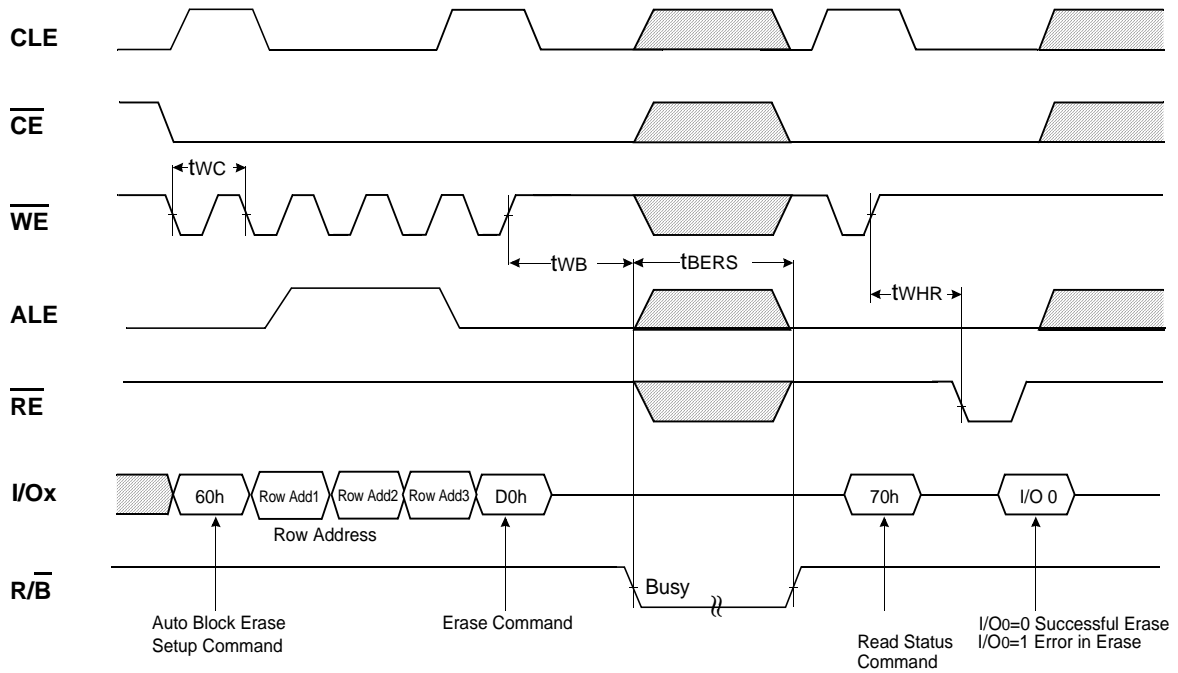 CLE
CE
tWC
WE
tWB
tBERS
tWHR
ALE
RE
I/Ox
60h
Row Add1
Row Add2
Row Add3
D0h
70h
I/O 0
Row Address
R/B
Busy
Auto Block Erase
Setup Command
Erase Command
Read Status
Command
I/O0=0 Successful Erase
I/O0=1 Error in Erase